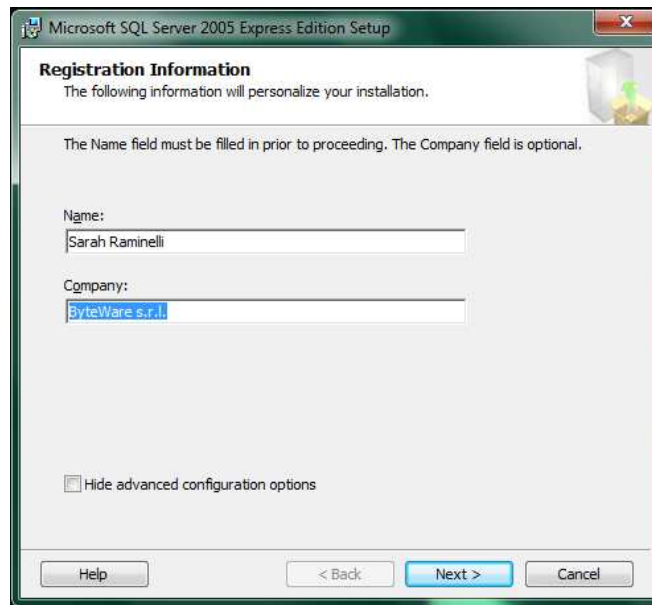 Microsoft SQL Server 2005 Express Edition Setup
Registration Information
The following information will personalize your installation.
The Name field must be filled in prior to proceeding. The Company field is optional.
Name:
Sarah Raminelli
Company:
ByteWare s.r.l.
Hide advanced configuration options
Help
< Back
Next >
Cancel